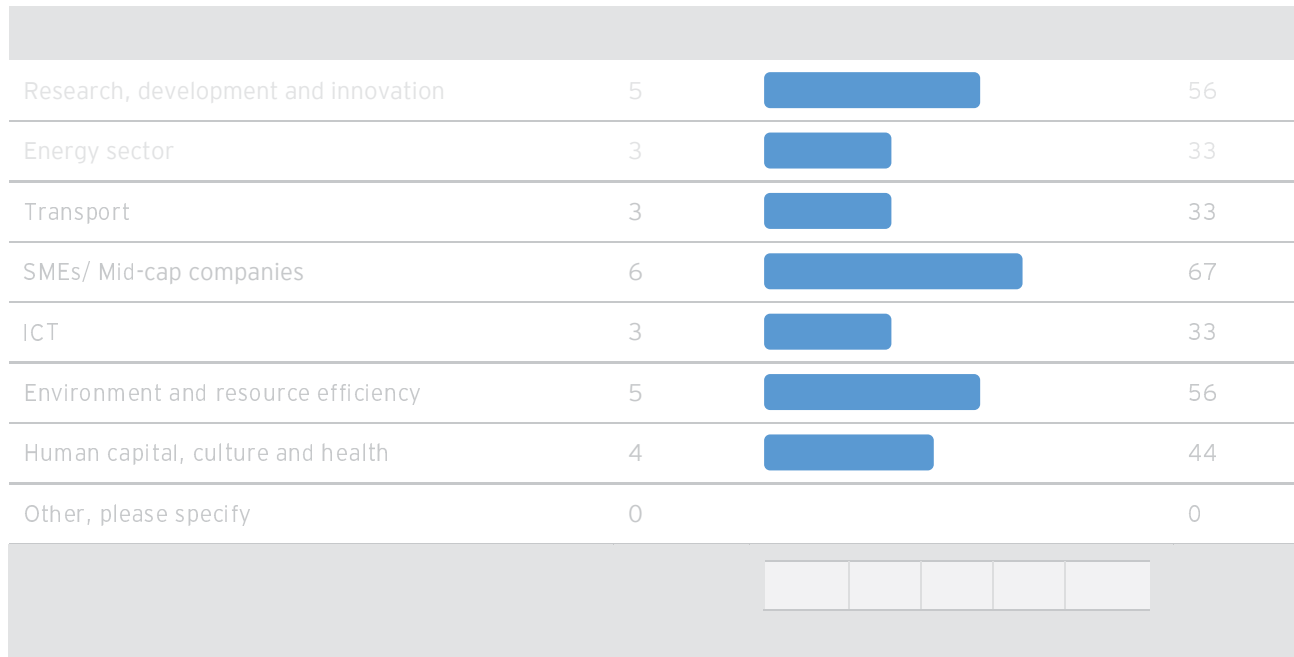 Research, development and innovation 5 56
Energy sector 3 33
Transport 3 33
SMEs/ Mid-cap companies 6 67
ICT 3 33
Environment and resource efficiency 5 56
Human capital, culture and health 4 44
Other, please specify 0 0